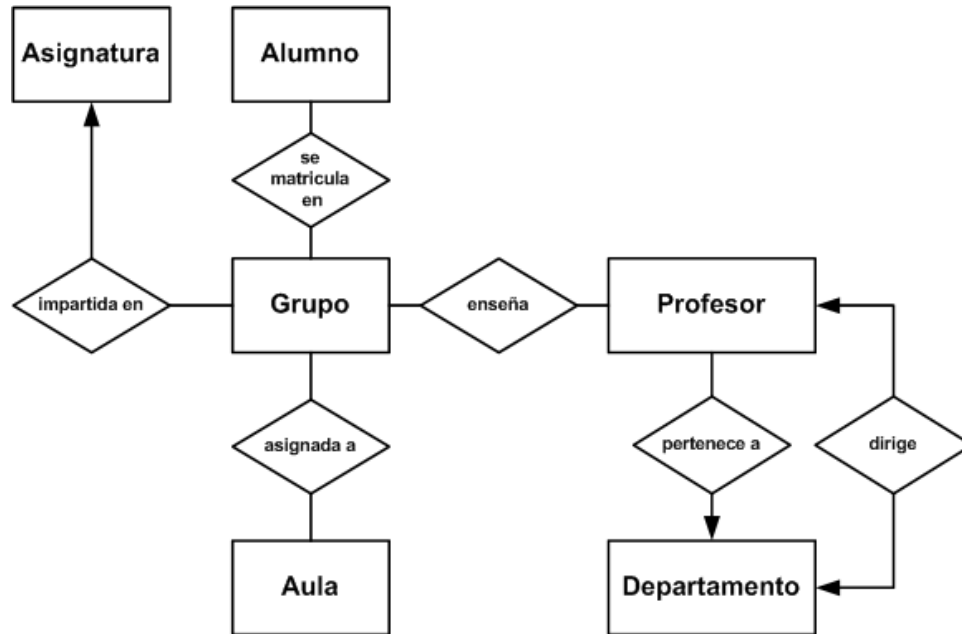 Asignatura
Alumno
se
matricula
en
impartida en
Grupo
enseña
Profesor
asignada a
pertenece a
dirige
Aula
Departamento